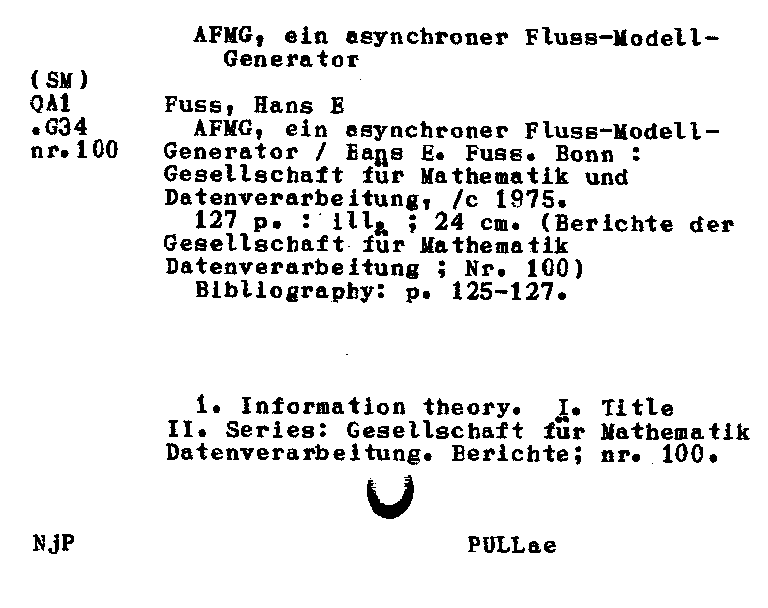 AFMG, ein asynchroner Fluss-Modell-
Generator
(SM)
QA1
.G34
nr.100
Fuss, Hans E
AFMG, ein asynchroner Fluss-Modell-
Generator / Hans E. Fuss. Bonn :
Gesellschaft für Mathematik und
Datenverarbeitung, /c 1975.
127 p. : ill. ; 24 cm. (Berichte der
Gesellschaft für Mathematik
Datenverarbeitung ; Nr. 100)
Bibliography: p. 125-127.
1. Information theory. I. Title
II. Series: Gesellschaft für Mathematik
Datenverarbeitung. Berichte; nr. 100.
NjP PULLae